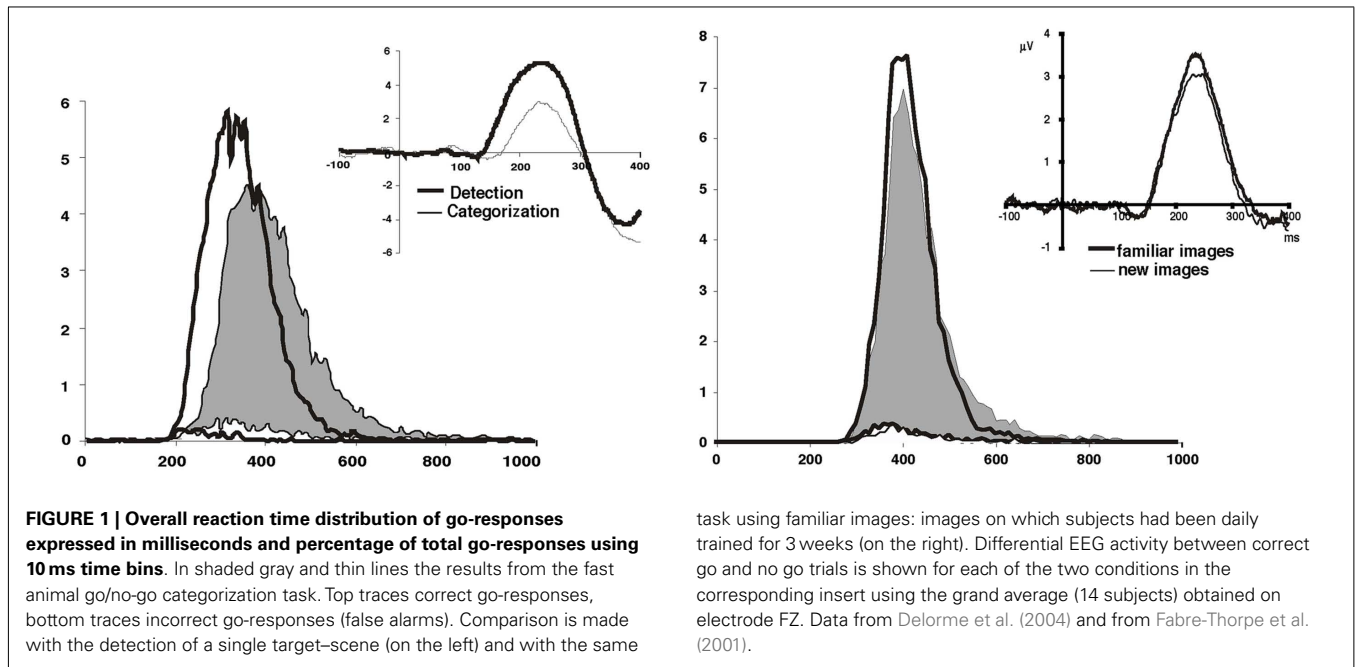 6
5
4
3
2
1
0
0 200 400 600 800 1000
6
4
2
0
-2
-4
-6
-100 100 200 300 400
Detection
Categorization
8
7
6
5
4
3
2
1
0
0 200 400 600 800 1000
µV
4
3
2
1
-1
-100 100 200 300 400
ms
familiar images
new images
FIGURE 1 | Overall reaction time distribution of go-responses
expressed in milliseconds and percentage of total go-responses using
10 ms time bins. In shaded gray and thin lines the results from the fast
animal go/no-go categorization task. Top traces correct go-responses,
bottom traces incorrect go-responses (false alarms). Comparison is made
with the detection of a single target–scene (on the left) and with the same
task using familiar images: images on which subjects had been daily
trained for 3 weeks (on the right). Differential EEG activity between correct
go and no go trials is shown for each of the two conditions in the
corresponding insert using the grand average (14 subjects) obtained on
electrode FZ. Data from Delorme et al. (2004) and from Fabre-Thorpe et al.
(2001).